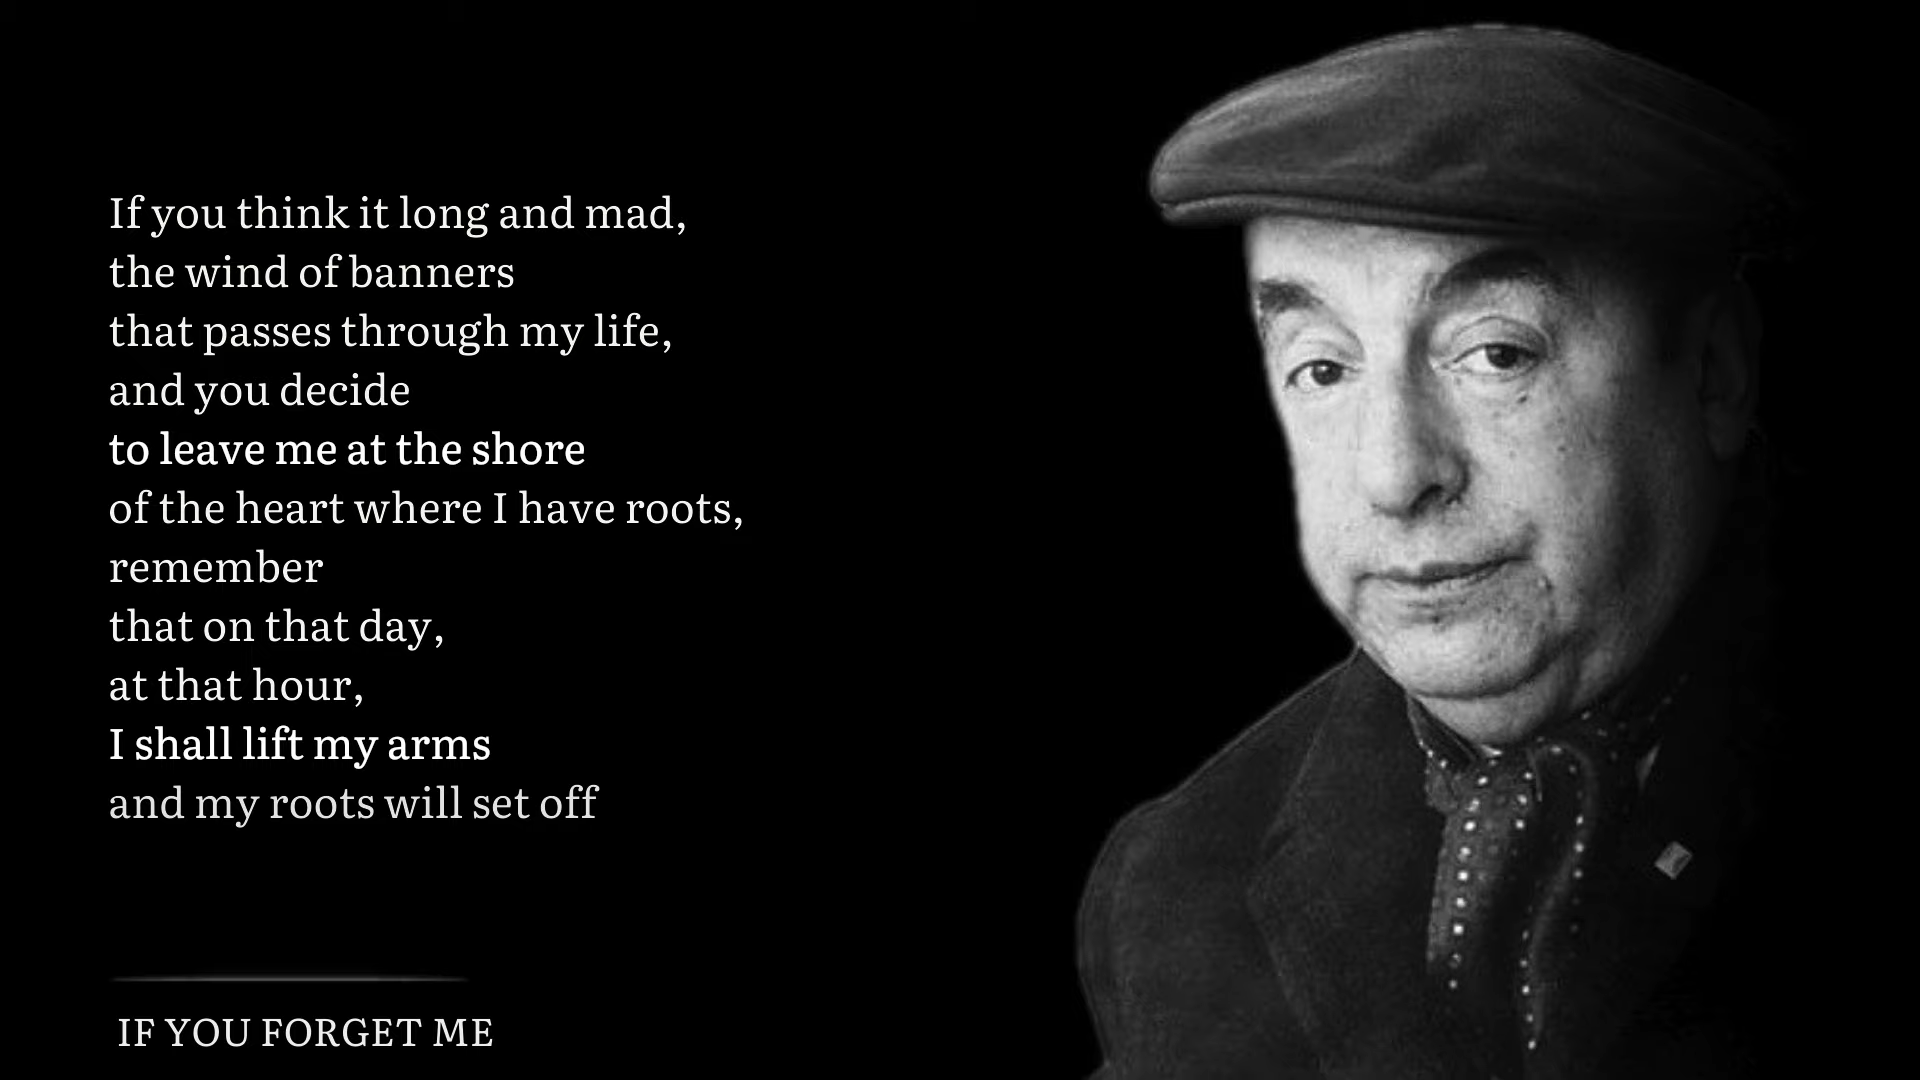 If you think it long and mad,
the wind of banners
that passes through my life,
and you decide
to leave me at the shore
of the heart where I have roots,
remember
that on that day,
at that hour,
I shall lift my arms
and my roots will set off
IF YOU FORGET ME